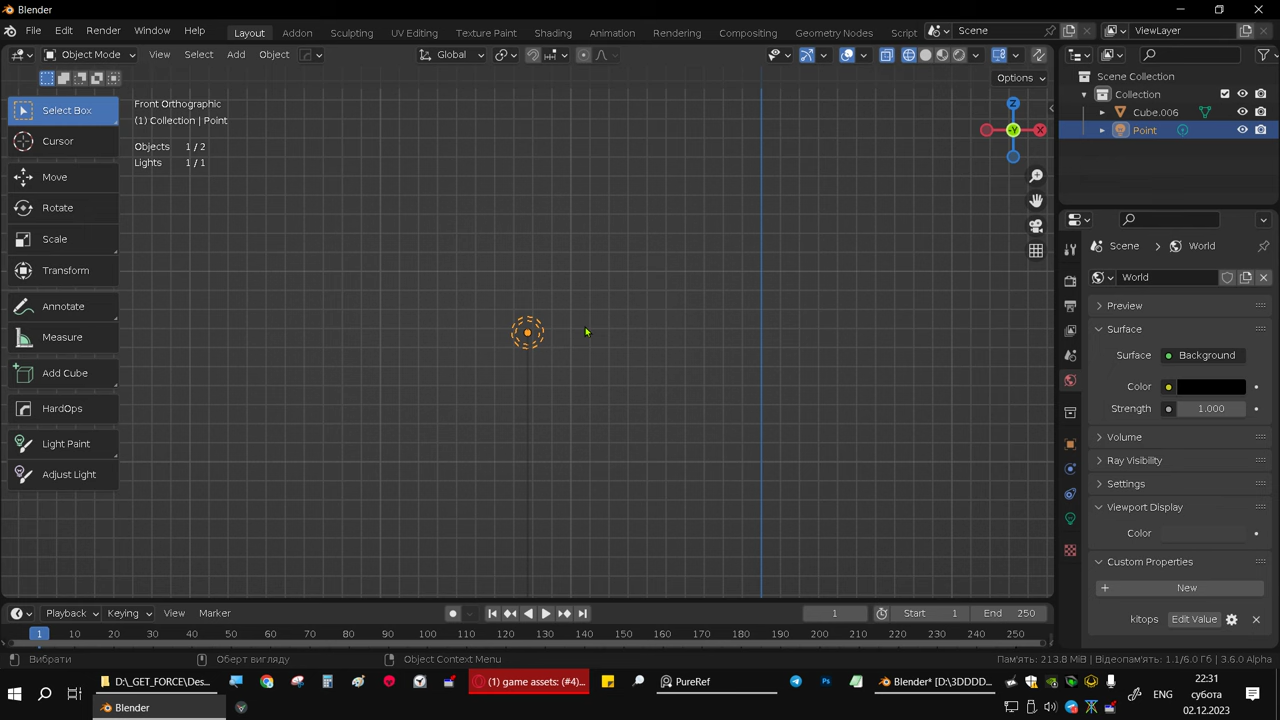 Blender
File Edit Render Window Help Layout Addon Sculpting UV Editing Texture Paint Shading Animation Rendering Compositing Geometry Nodes Script Scene ViewLayer
Object Mode View Select Add Object Global
Options
Select Box
Cursor
Move
Rotate
Scale
Transform
Annotate
Measure
Add Cube
HardOps
Light Paint
Adjust Light
Front Orthographic
(1) Collection | Point
Objects 1 / 2
Lights 1 / 1
Z
-Y
X
Scene Collection
Collection
Cube.006
Point
Scene > World
World
Preview
Surface
Surface Background
Color
Strength 1.000
Volume
Ray Visibility
Settings
Viewport Display
Color
Custom Properties
New
kitops Edit Value
Playback Keying View Marker 1 Start 1 End 250
1 10 20 30 40 50 60 70 80 90 100 110 120 130 140 150 160 170 180 190 200 210 220 230 240 250
Вибрати Оберт вигляду Object Context Menu Пам'ять: 213.8 MiB | Відеопам'ять: 1.1/6.0 Гб | 3.6.0 Alpha
D:\_GET_FORCE\Des... (1) game assets: (#4)... PureRef Blender* [D:\3DDDD... ENG 22:31
субота
Blender 02.12.2023